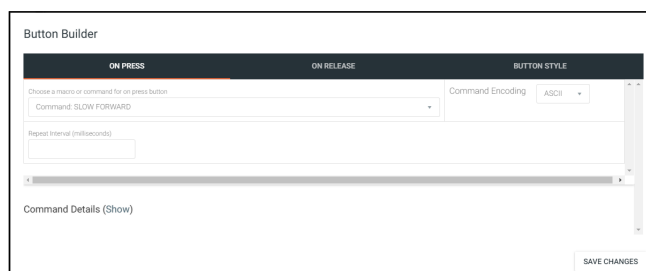 Button Builder
ON PRESS ON RELEASE BUTTON STYLE
Choose a macro or command for on press button
Command: SLOW FORWARD
Command Encoding ASCII
Repeat Interval (milliseconds)
Command Details (Show)
SAVE CHANGES